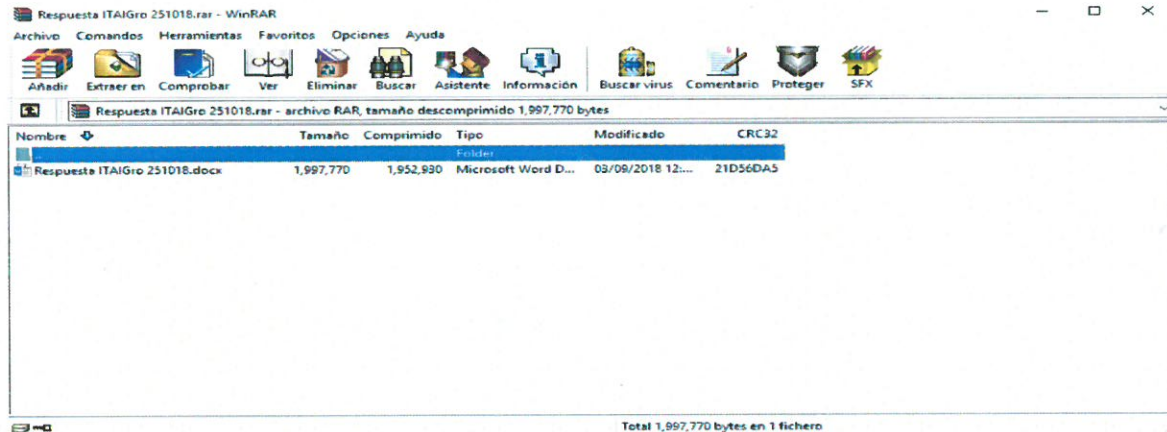 Respuesta ITAIGro 251018.rar - WinRAR
Archivo Comandos Herramientas Favoritos Opciones Ayuda
Añadir Extraer en Comprobar Ver Eliminar Buscar Asistente Información Buscar virus Comentario Proteger SFX
Respuesta ITAIGro 251018.rar - archivo RAR, tamaño descomprimido 1,997,770 bytes
Nombre Tamaño Comprimido Tipo Modificado CRC32
.. Folder
Respuesta ITAIGro 251018.docx 1,997,770 1,952,930 Microsoft Word D... 03/09/2018 12:... 21D56DA5
Total 1,997,770 bytes en 1 fichero